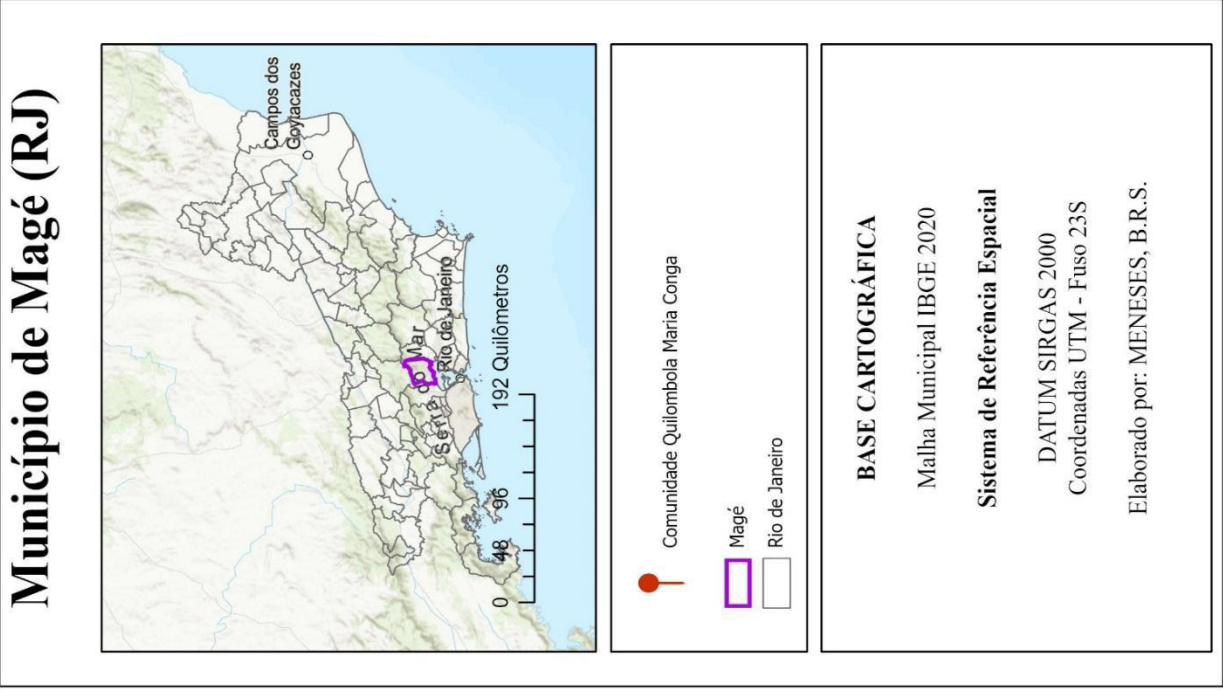 Município de Magé (RJ)
Campos dos
Goytacazes
Serra do Mar
Rio de Janeiro
0 48 96 192 Quilômetros
Comunidade Quilombola Maria Conga
Magé
Rio de Janeiro
BASE CARTOGRÁFICA
Malha Municipal IBGE 2020
Sistema de Referência Espacial
DATUM SIRGAS 2000
Coordenadas UTM - Fuso 23S
Elaborado por: MENESES, B.R.S.